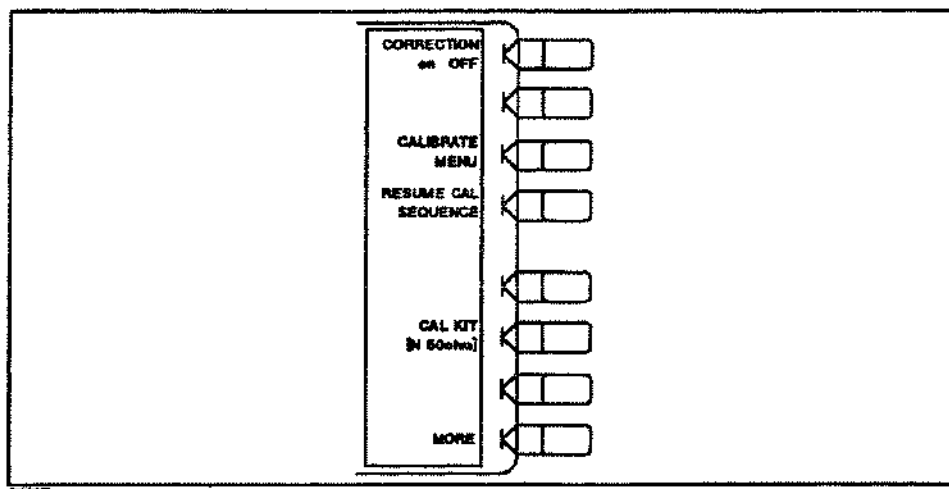 CORRECTION
on OFF
CALIBRATE
MENU
RESUME CAL
SEQUENCE
CAL KIT
[N 50ohm]
MORE